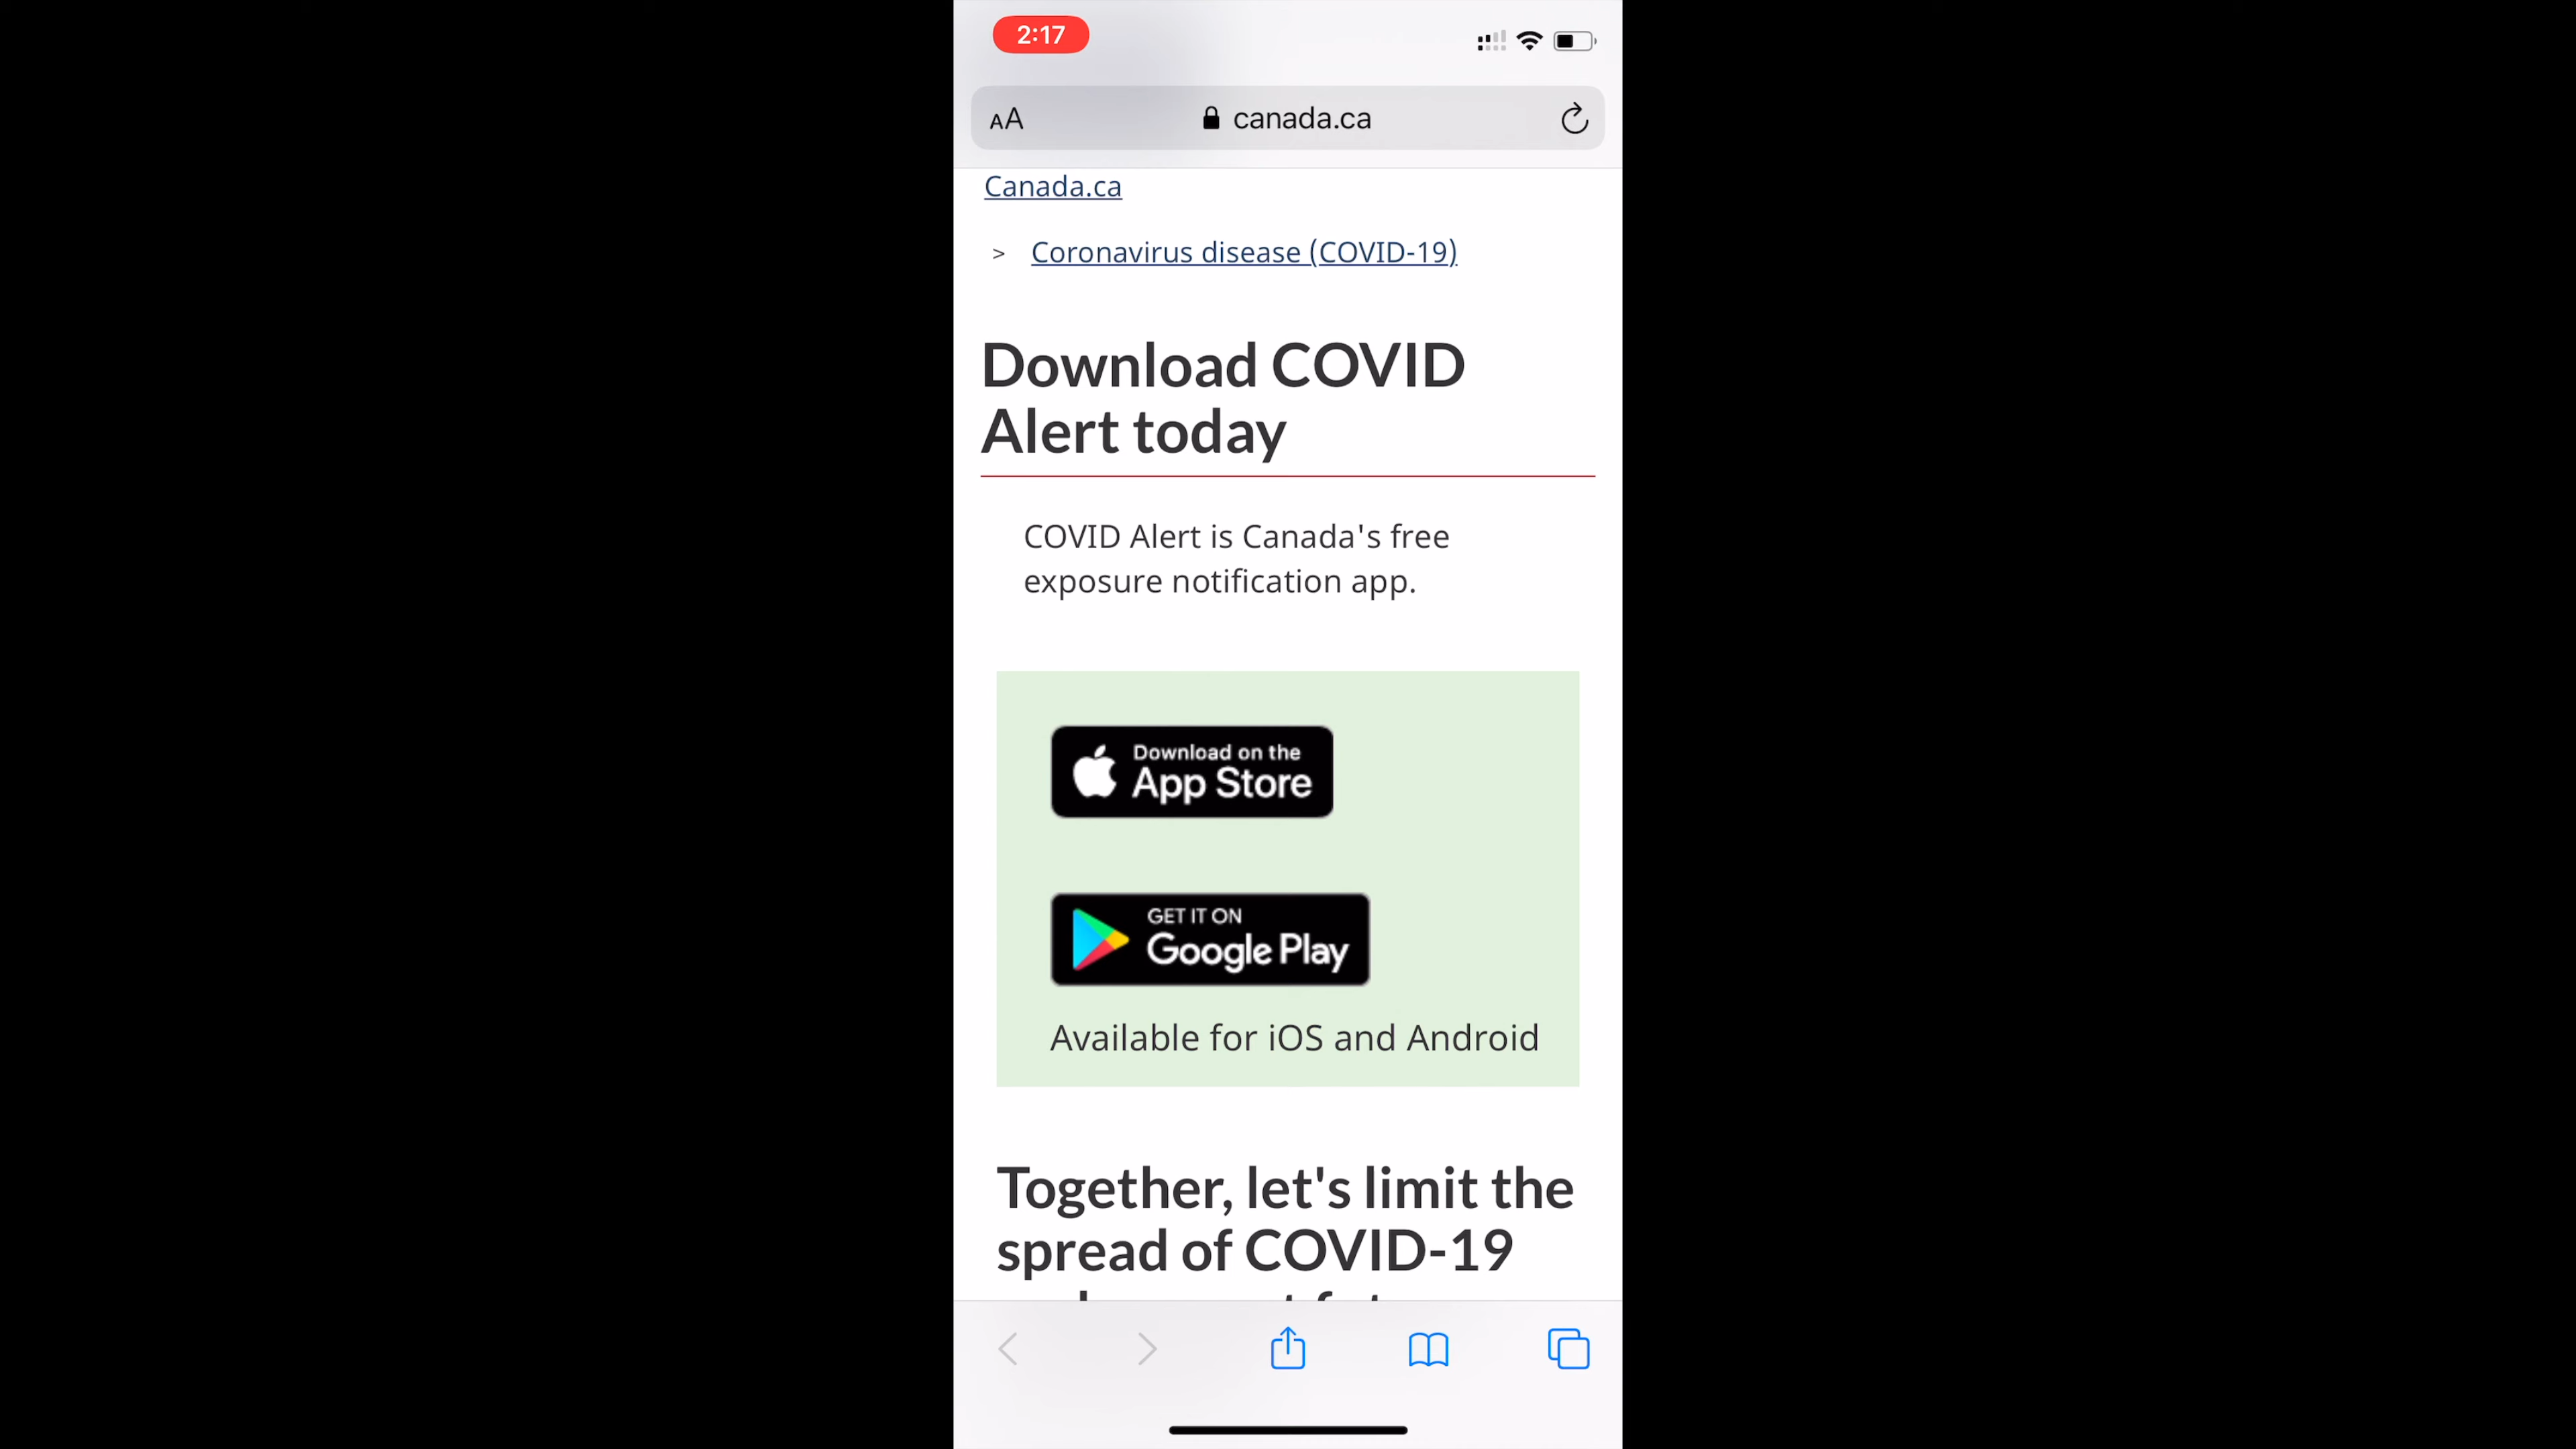 2:17
AA
canada.ca
Canada.ca
> Coronavirus disease (COVID-19)
Download COVID
Alert today
COVID Alert is Canada's free
exposure notification app.
Download on the
App Store
GET IT ON
Google Play
Available for iOS and Android
Together, let's limit the
spread of COVID-19